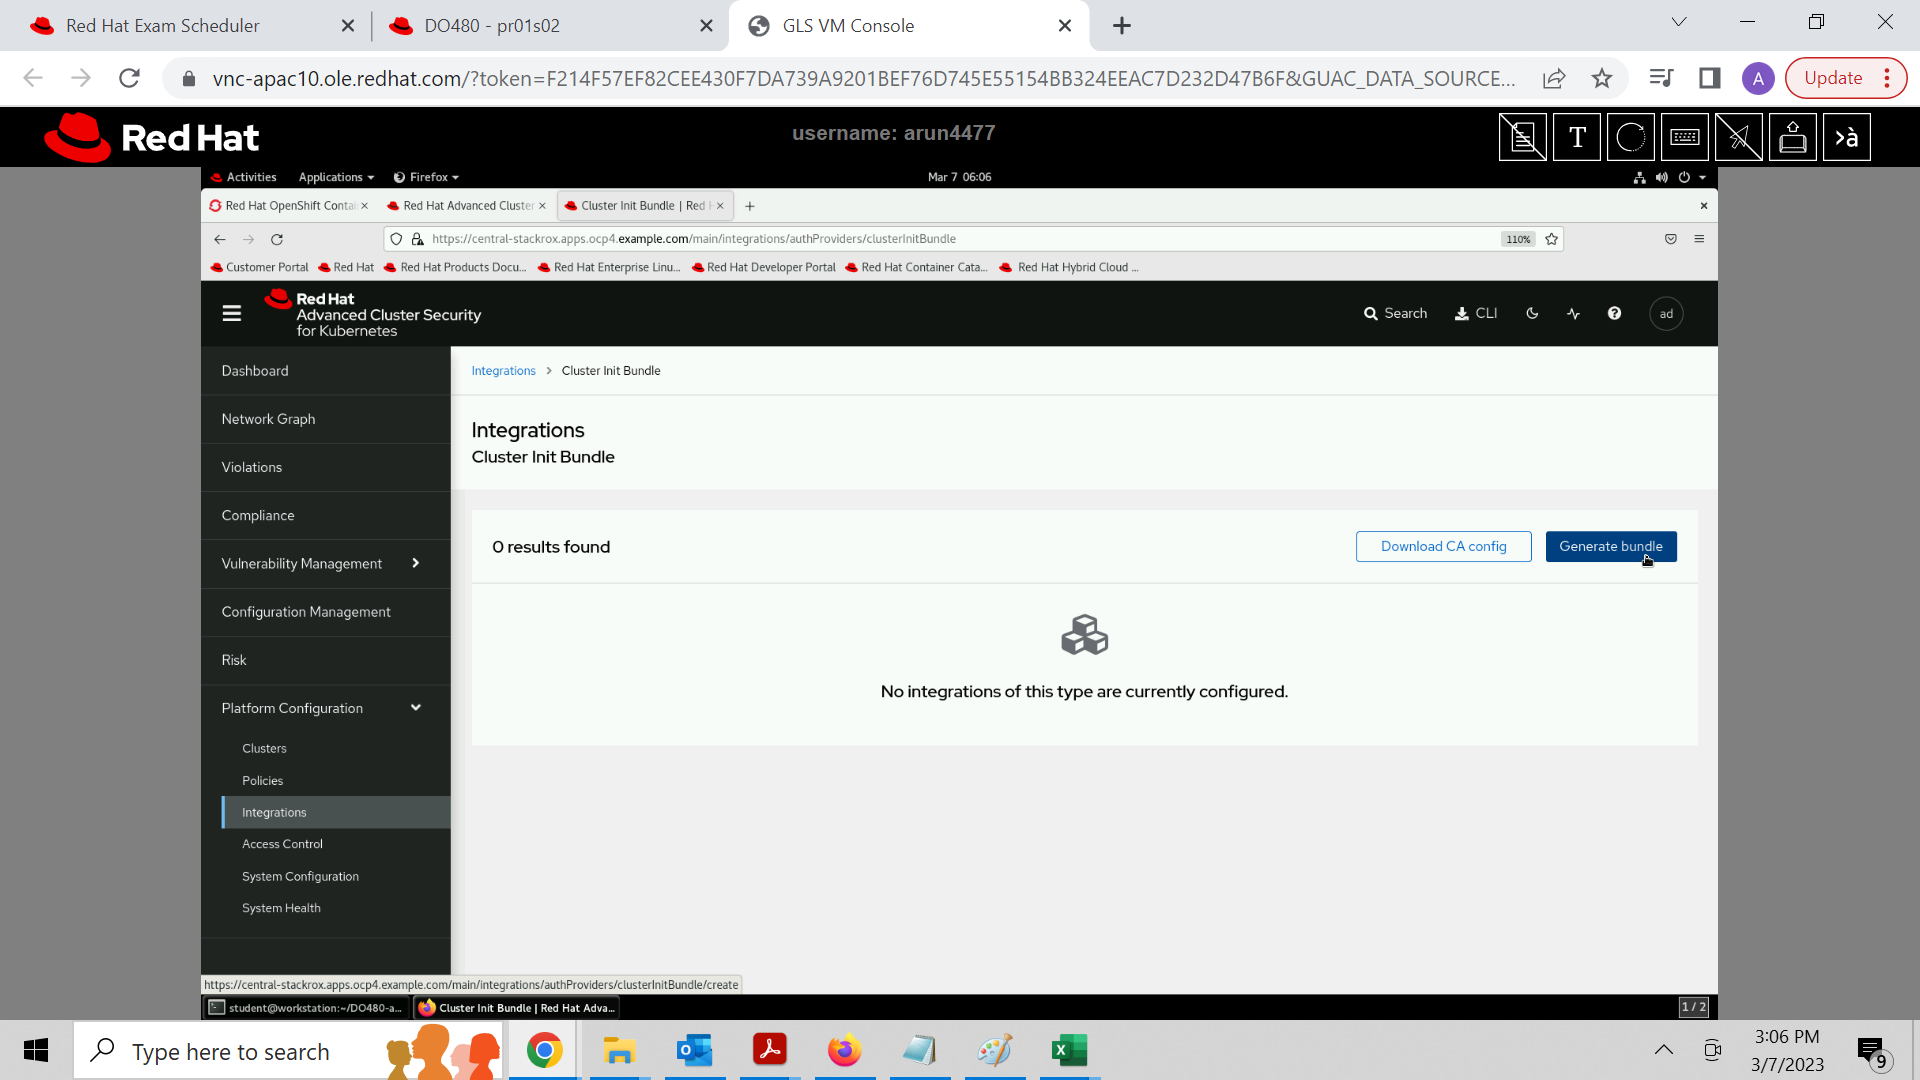 Red Hat Exam Scheduler
DO480 - pr01s02
GLS VM Console
vnc-apac10.ole.redhat.com/?token=F214F57EF82CEE430F7DA739A9201BEF76D745E55154BB324EEAC7D232D47B6F&GUAC_DATA_SOURCE...
A
Update
Red Hat
username: arun4477
T
>à
Activities
Applications
Firefox
Mar 7 06:06
Red Hat OpenShift Contai
Red Hat Advanced Cluster
Cluster Init Bundle | Red H
https://central-stackrox.apps.ocp4.example.com/main/integrations/authProviders/clusterInitBundle
110%
Customer Portal
Red Hat
Red Hat Products Docu...
Red Hat Enterprise Linu...
Red Hat Developer Portal
Red Hat Container Cata...
Red Hat Hybrid Cloud ...
Red Hat
Advanced Cluster Security
for Kubernetes
Search
CLI
ad
Dashboard
Network Graph
Violations
Compliance
Vulnerability Management
Configuration Management
Risk
Platform Configuration
Clusters
Policies
Integrations
Access Control
System Configuration
System Health
Integrations > Cluster Init Bundle
Integrations
Cluster Init Bundle
0 results found
Download CA config
Generate bundle
No integrations of this type are currently configured.
https://central-stackrox.apps.ocp4.example.com/main/integrations/authProviders/clusterInitBundle/create
student@workstation:~/DO480-a...
Cluster Init Bundle | Red Hat Adva...
1 / 2
Type here to search
3:06 PM
3/7/2023
9